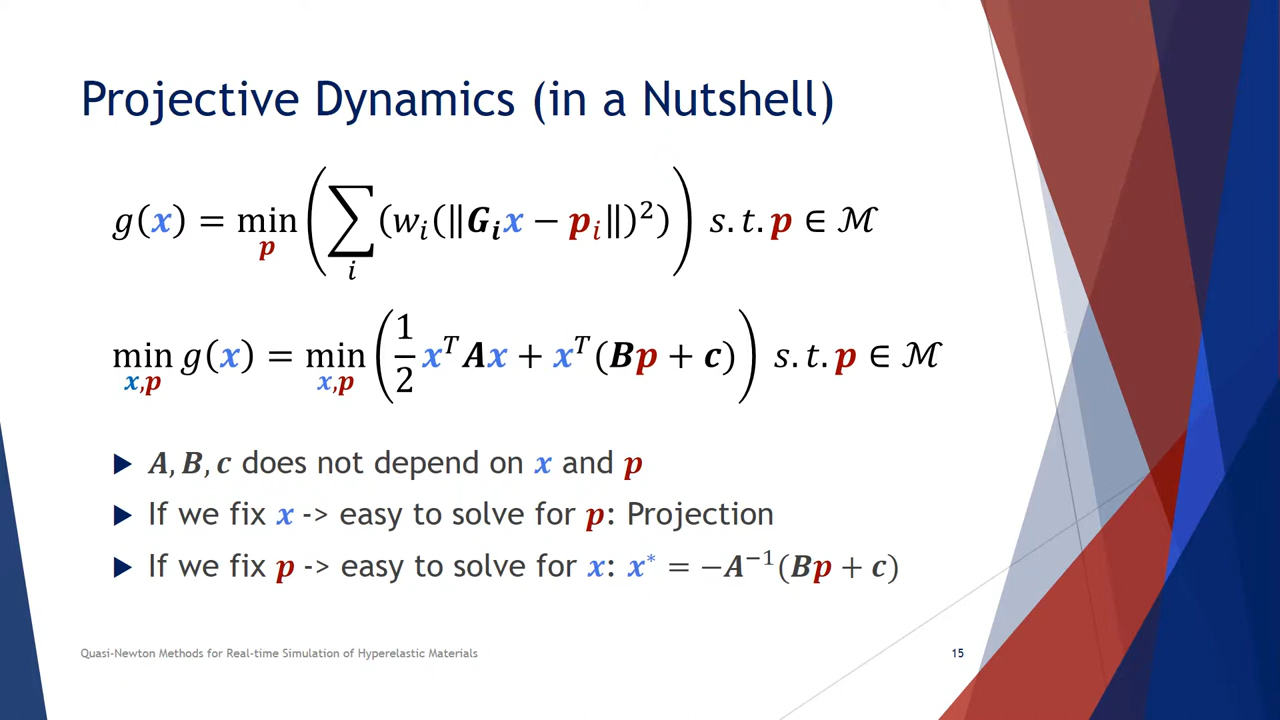 Projective Dynamics (in a Nutshell)
g(x) = min_p (∑_i (w_i(‖G_i x − p_i‖)²)) s.t. p ∈ ℳ
min_{x,p} g(x) = min_{x,p} (½ xᵀAx + xᵀ(Bp + c)) s.t. p ∈ ℳ
A, B, c does not depend on x and p
If we fix x -> easy to solve for p: Projection
If we fix p -> easy to solve for x: x* = −A⁻¹(Bp + c)
Quasi-Newton Methods for Real-time Simulation of Hyperelastic Materials
15